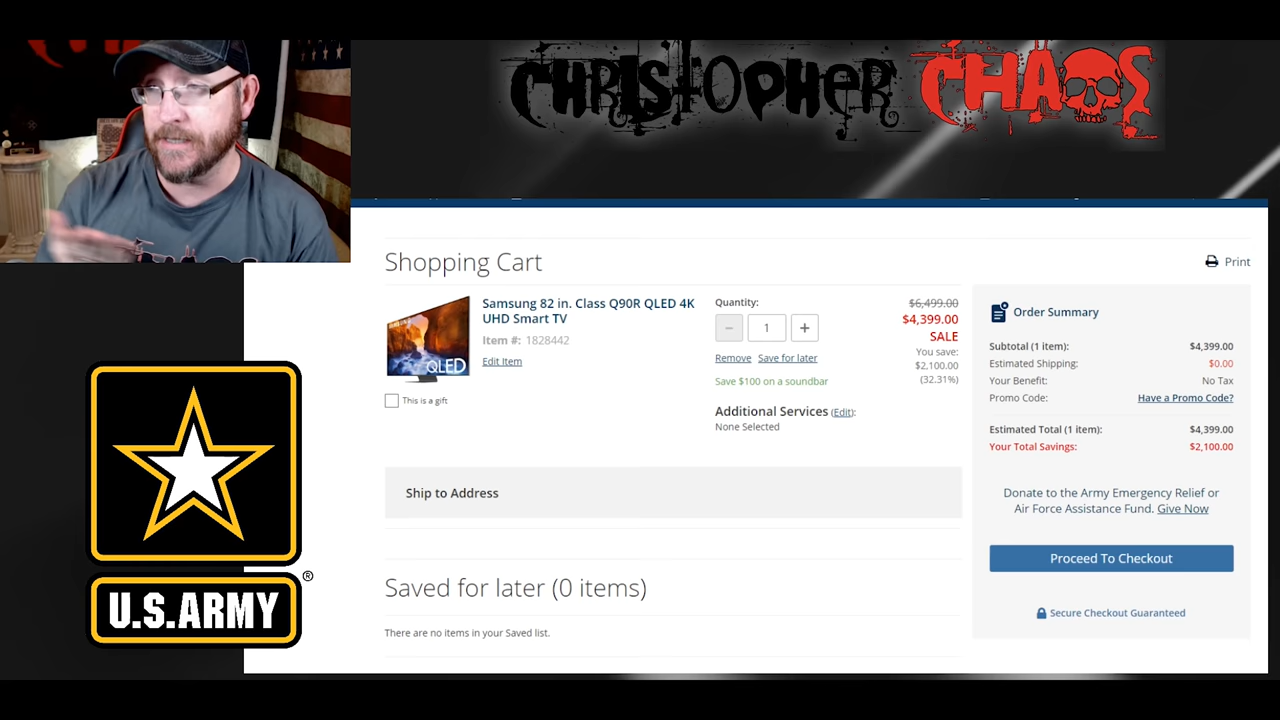 CHRISTOPHER CHAOS
Shopping Cart
Print
Samsung 82 in. Class Q90R QLED 4K
UHD Smart TV
Item #: 1828442
Edit Item
QLED
This is a gift
Quantity:
− 1 +
Remove Save for later
Save $100 on a soundbar
Additional Services (Edit):
None Selected
$6,499.00
$4,399.00
SALE
You save:
$2,100.00
(32.31%)
Order Summary
Subtotal (1 item): $4,399.00
Estimated Shipping: $0.00
Your Benefit: No Tax
Promo Code: Have a Promo Code?
Estimated Total (1 item): $4,399.00
Your Total Savings: $2,100.00
Donate to the Army Emergency Relief or
Air Force Assistance Fund. Give Now
Proceed To Checkout
Secure Checkout Guaranteed
Ship to Address
Saved for later (0 items)
There are no items in your Saved list.
U.S.ARMY
®